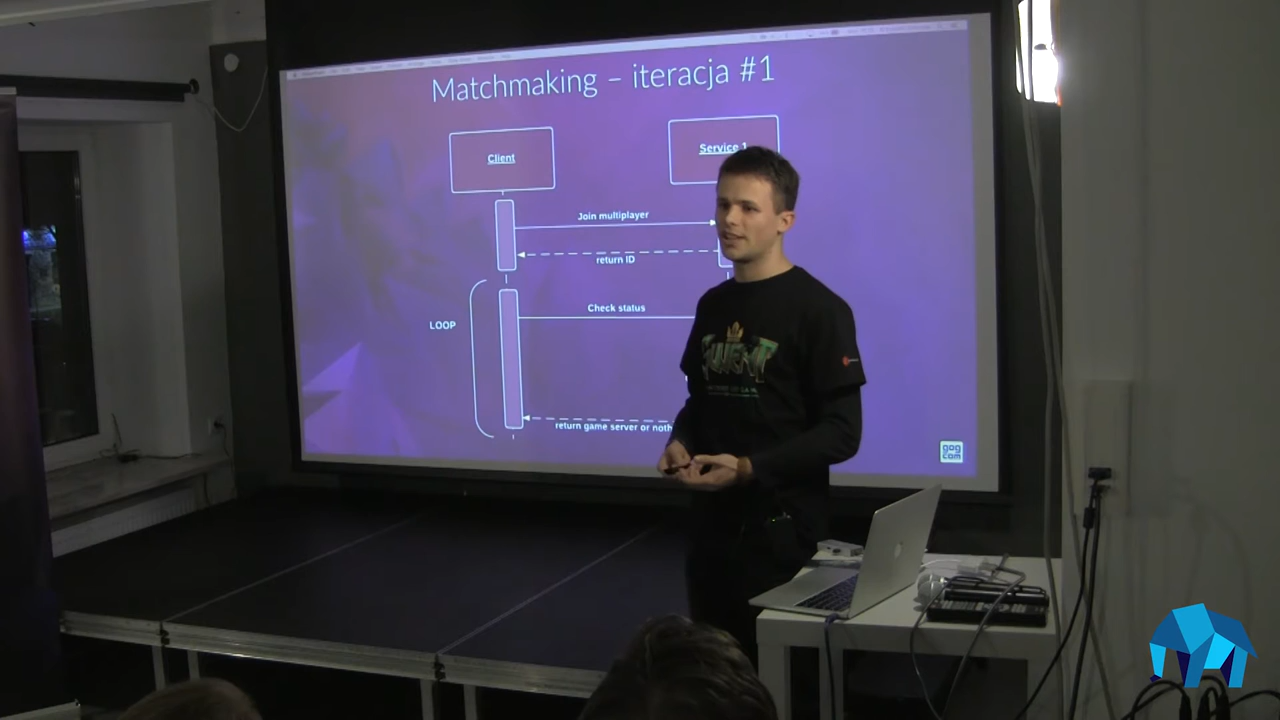 Matchmaking – iteracja #1
Client
Service 1
Join multiplayer
return ID
Check status
LOOP
return game server or noth
GWENT
gog
com